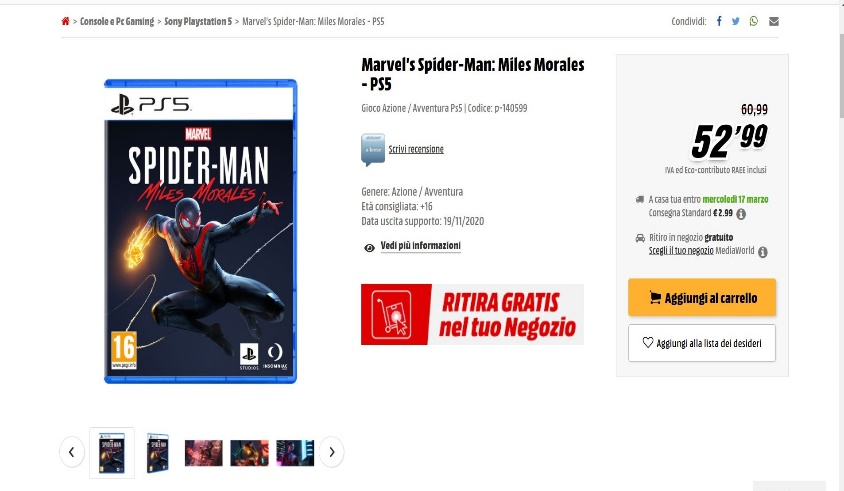 > Console e Pc Gaming > Sony Playstation 5 > Marvel's Spider-Man: Miles Morales - PS5
Condividi:
PS5
MARVEL
SPIDER-MAN
MILES MORALES
16
www.pegi.info
STUDIOS
INSOMNIAC
Marvel's Spider-Man: Miles Morales
- PS5
Gioco Azione / Avventura Ps5 | Codice: p-140599
Scrivi recensione
Genere: Azione / Avventura
Età consigliata: +16
Data uscita supporto: 19/11/2020
Vedi più informazioni
RITIRA GRATIS
nel tuo Negozio
60,99
52'99
IVA ed Eco-contributo RAEE inclusi
A casa tua entro mercoledì 17 marzo
Consegna Standard € 2.99
Ritiro in negozio gratuito
Scegli il tuo negozio MediaWorld
Aggiungi al carrello
Aggiungi alla lista dei desideri